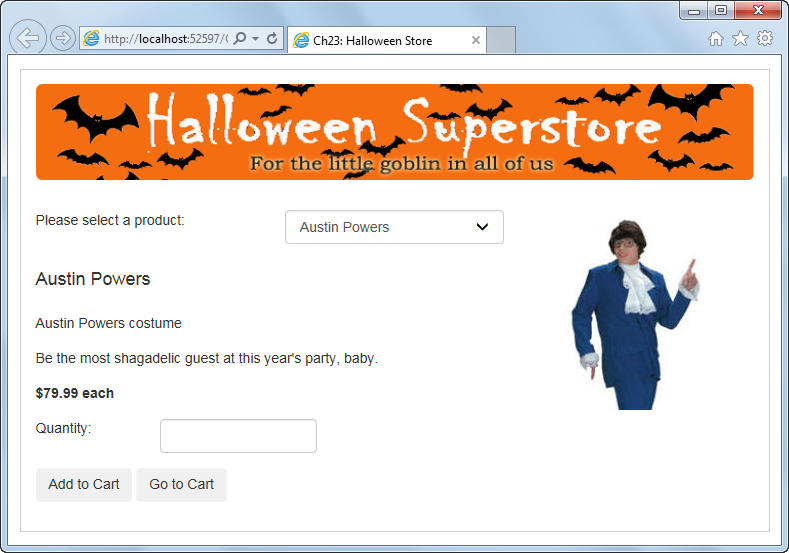 http://localhost:52597/
Ch23: Halloween Store
Halloween Superstore
For the little goblin in all of us
Please select a product:
Austin Powers
Austin Powers
Austin Powers costume
Be the most shagadelic guest at this year's party, baby.
$79.99 each
Quantity:
Add to Cart Go to Cart